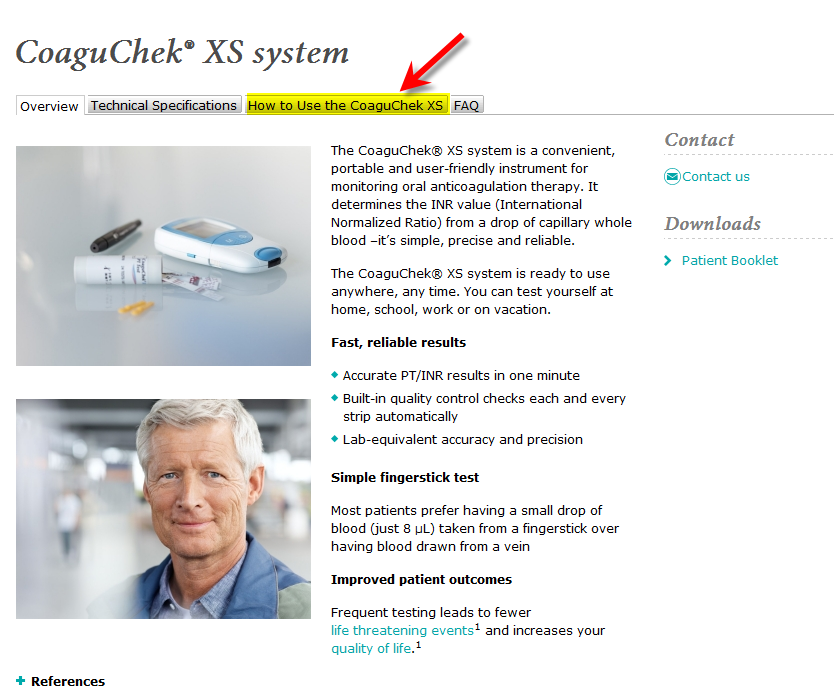 CoaguChek® XS system
Overview
Technical Specifications
How to Use the CoaguChek XS
FAQ
The CoaguChek® XS system is a convenient,
portable and user-friendly instrument for
monitoring oral anticoagulation therapy. It
determines the INR value (International
Normalized Ratio) from a drop of capillary whole
blood –it´s simple, precise and reliable.
The CoaguChek® XS system is ready to use
anywhere, any time. You can test yourself at
home, school, work or on vacation.
Fast, reliable results
Accurate PT/INR results in one minute
Built-in quality control checks each and every
strip automatically
Lab-equivalent accuracy and precision
Simple fingerstick test
Most patients prefer having a small drop of
blood (just 8 µL) taken from a fingerstick over
having blood drawn from a vein
Improved patient outcomes
Frequent testing leads to fewer
life threatening events¹ and increases your
quality of life.¹
References
Contact
Contact us
Downloads
Patient Booklet